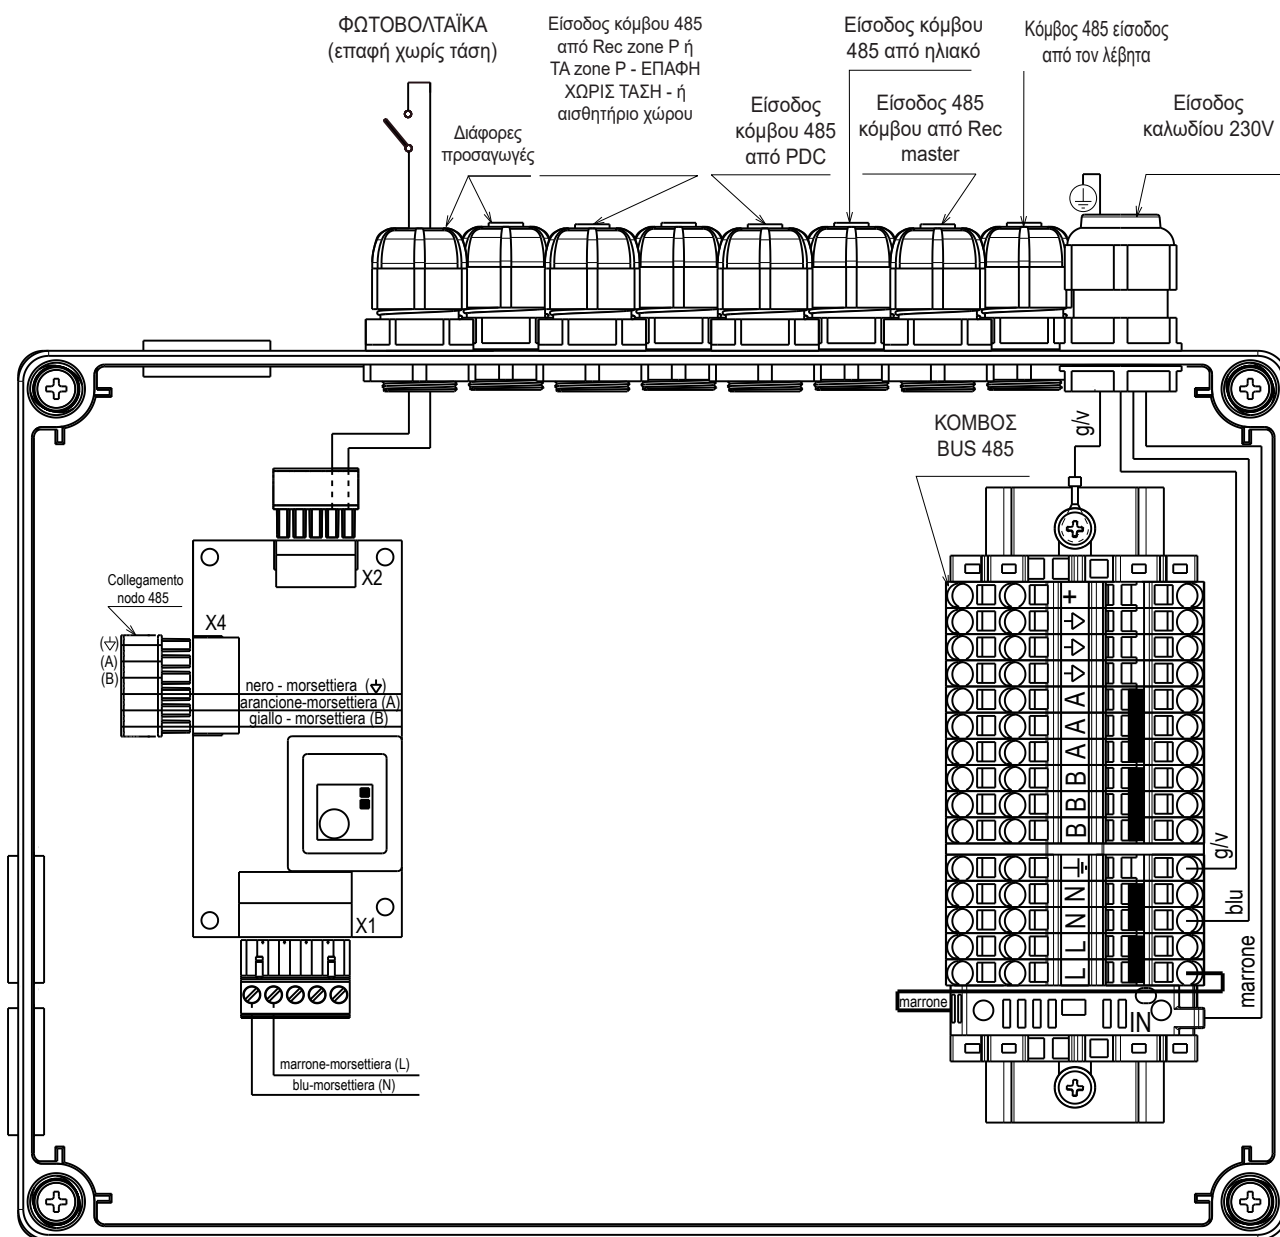 ΦΩΤΟΒΟΛΤΑΪΚΑ
(επαφή χωρίς τάση)
Είσοδος κόμβου 485
από Rec zone P ή
TA zone P - ΕΠΑΦΗ
ΧΩΡΙΣ ΤΑΣΗ - ή
αισθητήριο χώρου
Είσοδος κόμβου
485 από ηλιακό
Κόμβος 485 είσοδος
από τον λέβητα
Διάφορες
προσαγωγές
Είσοδος
κόμβου 485
από PDC
Είσοδος 485
κόμβου από Rec
master
Είσοδος
καλωδίου 230V
g/v
ΚΟΜΒΟΣ
BUS 485
X2
Collegamento
nodo 485
X4
(A)
(B)
nero - morsettiera
arancione-morsettiera (A)
giallo - morsettiera (B)
X1
marrone-morsettiera (L)
blu-morsettiera (N)
+
A
A
A
B
B
B
N
N
L
L
g/v
blu
marrone
marrone
IN